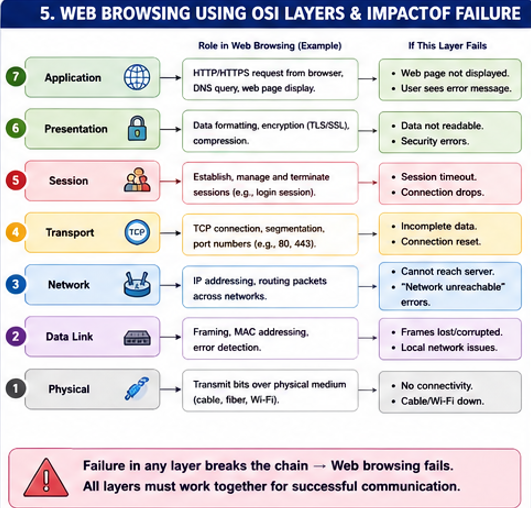 5. WEB BROWSING USING OSI LAYERS & IMPACTOF FAILURE
Role in Web Browsing (Example)
If This Layer Fails
7
Application
HTTP/HTTPS request from browser,
DNS query, web page display.
• Web page not displayed.
• User sees error message.
6
Presentation
Data formatting, encryption (TLS/SSL),
compression.
• Data not readable.
• Security errors.
5
Session
Establish, manage and terminate
sessions (e.g., login session).
• Session timeout.
• Connection drops.
4
Transport
TCP
TCP connection, segmentation,
port numbers (e.g., 80, 443).
• Incomplete data.
• Connection reset.
3
Network
IP addressing, routing packets
across networks.
• Cannot reach server.
• "Network unreachable"
errors.
2
Data Link
Framing, MAC addressing,
error detection.
• Frames lost/corrupted.
• Local network issues.
1
Physical
Transmit bits over physical medium
(cable, fiber, Wi-Fi).
• No connectivity.
• Cable/Wi-Fi down.
Failure in any layer breaks the chain → Web browsing fails.
All layers must work together for successful communication.